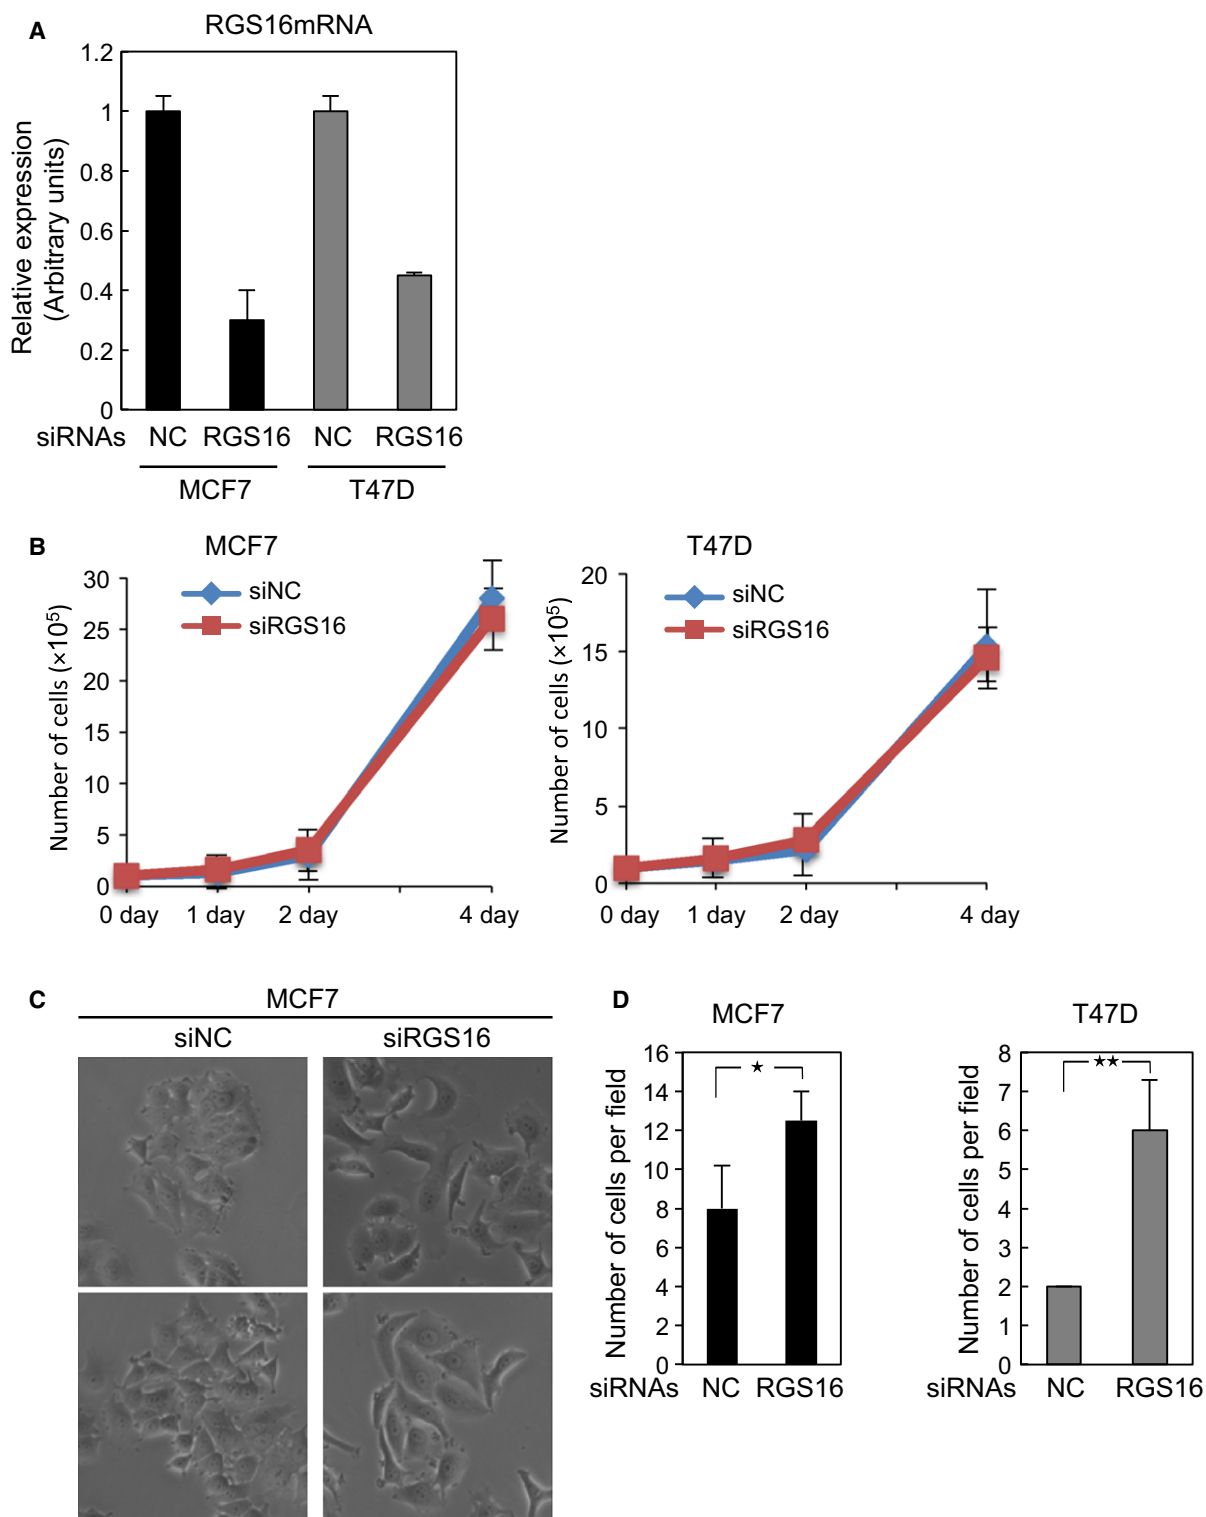 A
RGS16mRNA
Relative expression
(Arbitrary units)
1.2
1
0.8
0.6
0.4
0.2
0
siRNAs NC RGS16 NC RGS16
MCF7 T47D
B
MCF7
Number of cells (×10⁵)
30
25
20
15
10
5
0
siNC
siRGS16
0 day 1 day 2 day 4 day
T47D
Number of cells (×10⁵)
20
15
10
5
0
siNC
siRGS16
0 day 1 day 2 day 4 day
C
MCF7
siNC siRGS16
D
MCF7
Number of cells per field
16
14
12
10
8
6
4
2
0
★
siRNAs NC RGS16
T47D
Number of cells per field
8
7
6
5
4
3
2
1
0
★★
siRNAs NC RGS16